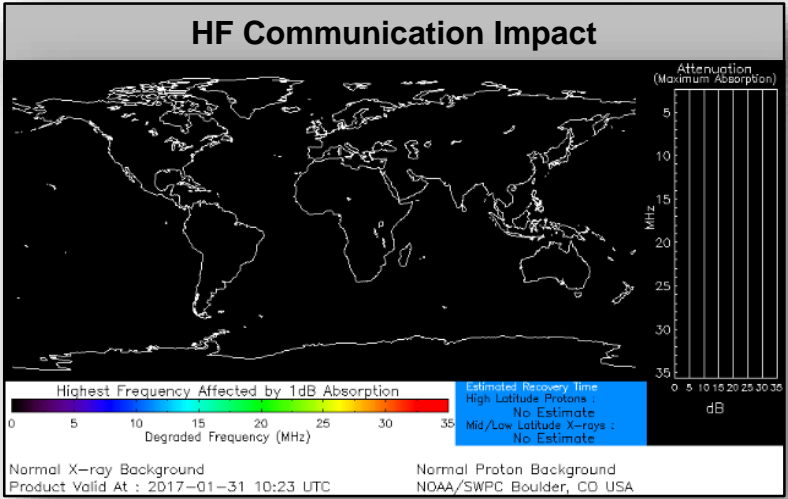 HF Communication Impact
Attenuation
(Maximum Absorption)
5
10
15
20
25
30
35
MHz
0 5 10 15 20 25 30 35
dB
Highest Frequency Affected by 1dB Absorption
0 5 10 15 20 25 30 35
Degraded Frequency (MHz)
Estimated Recovery Time
High Latitude Protons :
No Estimate
Mid/Low Latitude X-rays :
No Estimate
Normal X-ray Background
Product Valid At : 2017-01-31 10:23 UTC
Normal Proton Background
NOAA/SWPC Boulder, CO USA